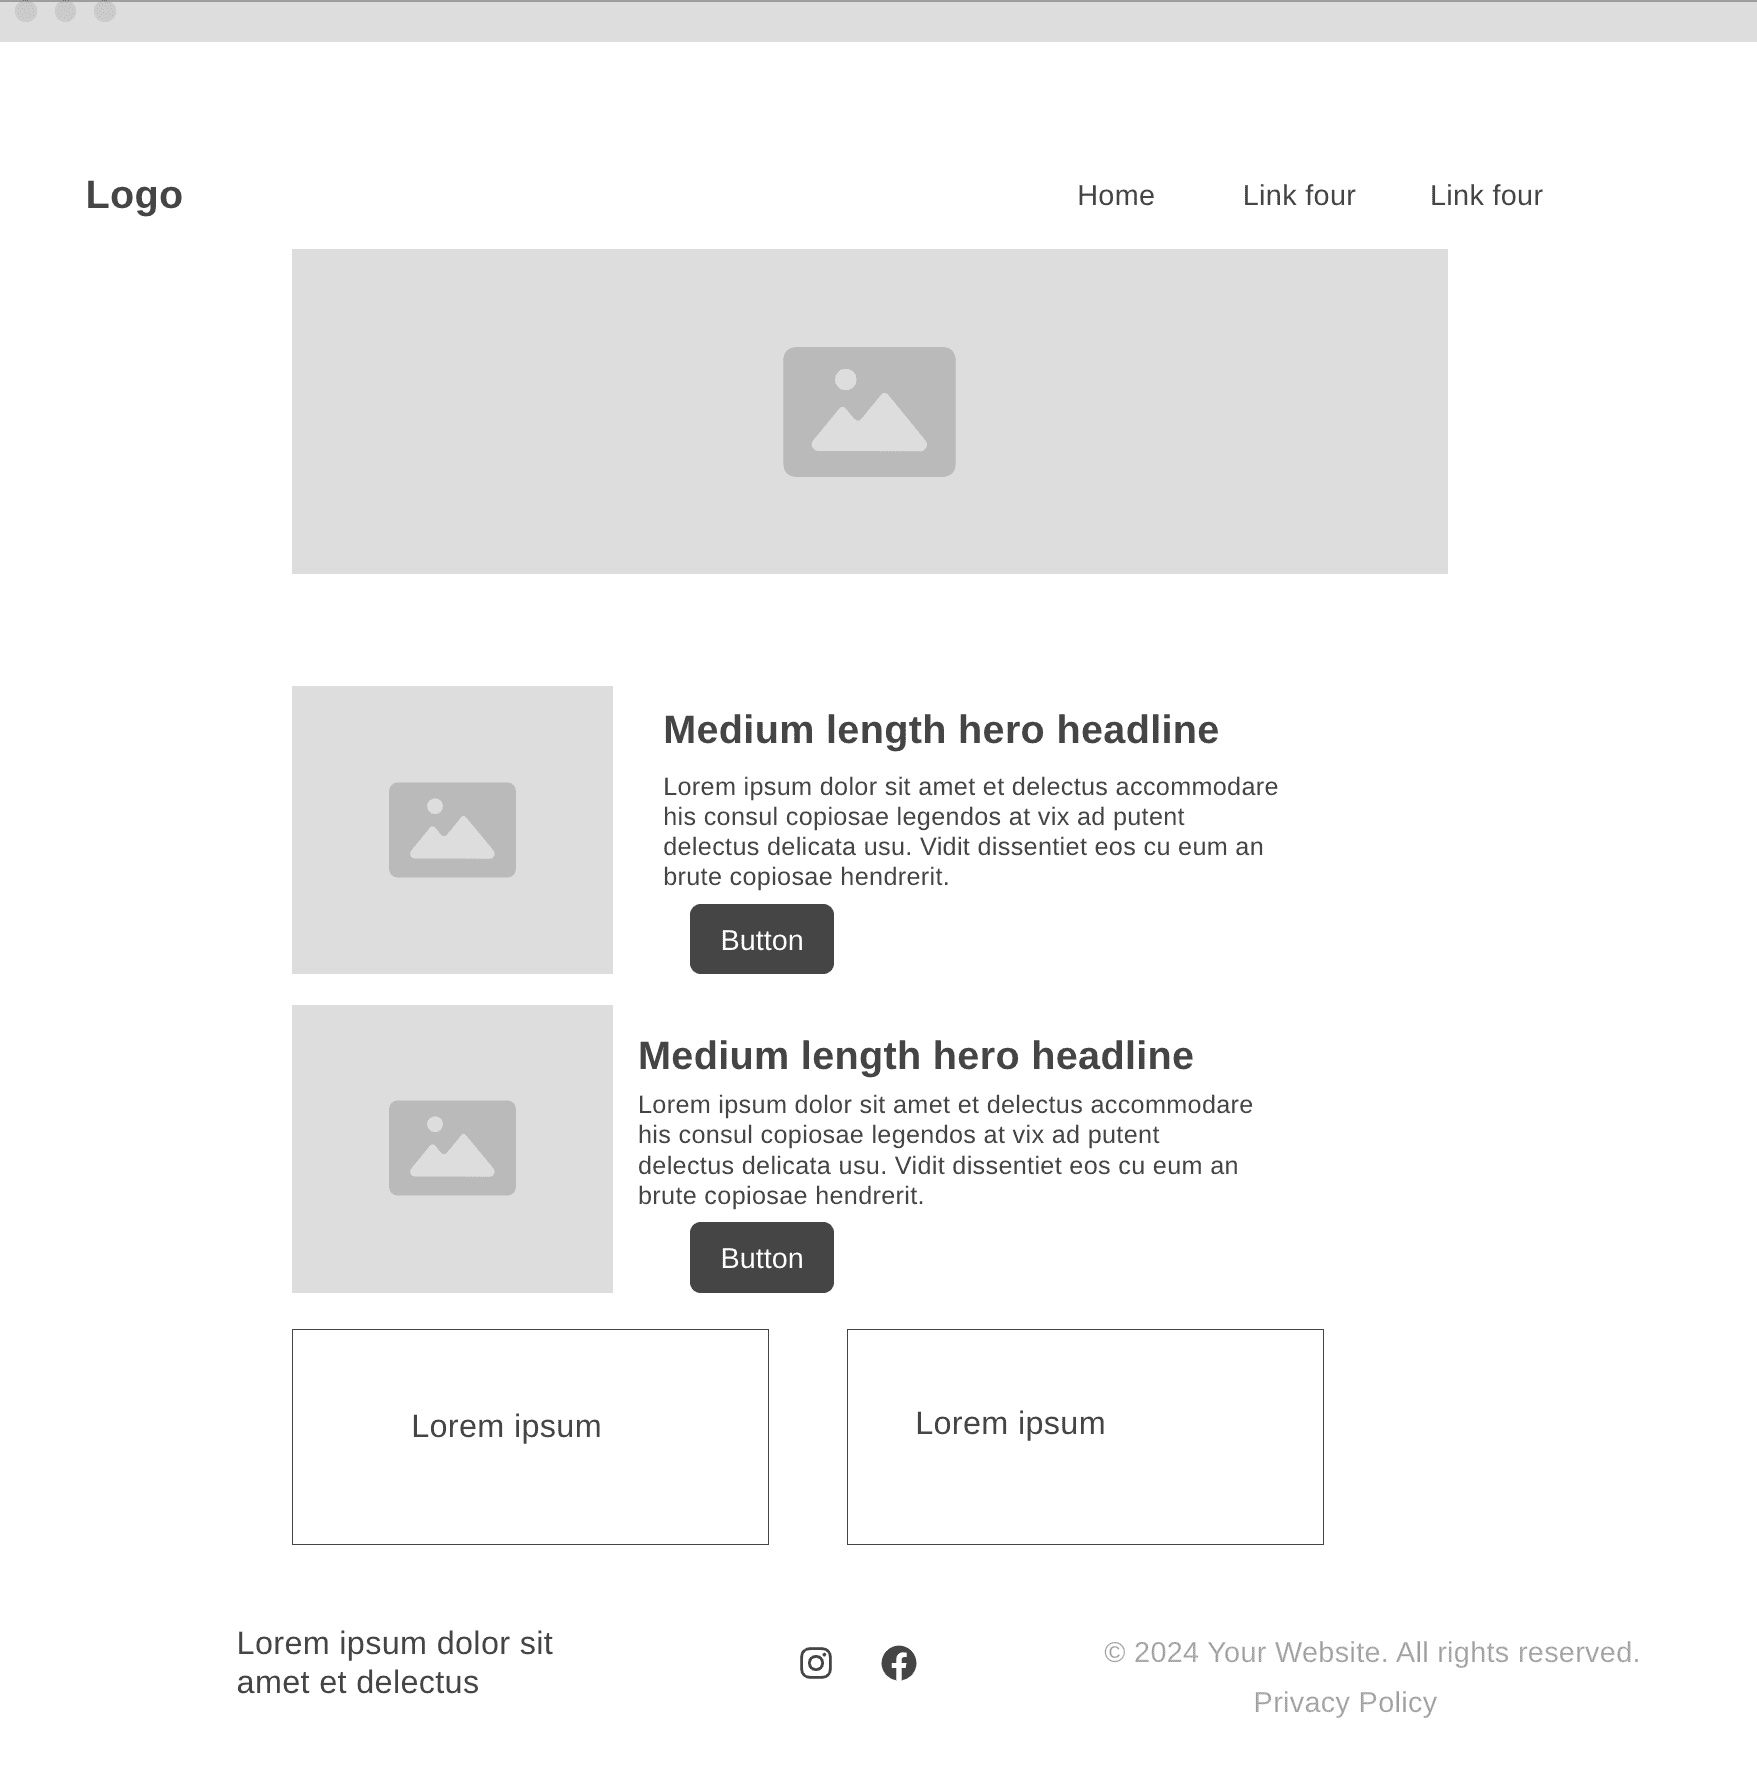 Logo
Home
Link four
Link four
Medium length hero headline
Lorem ipsum dolor sit amet et delectus accommodare
his consul copiosae legendos at vix ad putent
delectus delicata usu. Vidit dissentiet eos cu eum an
brute copiosae hendrerit.
Button
Medium length hero headline
Lorem ipsum dolor sit amet et delectus accommodare
his consul copiosae legendos at vix ad putent
delectus delicata usu. Vidit dissentiet eos cu eum an
brute copiosae hendrerit.
Button
Lorem ipsum
Lorem ipsum
Lorem ipsum dolor sit
amet et delectus
© 2024 Your Website. All rights reserved.
Privacy Policy